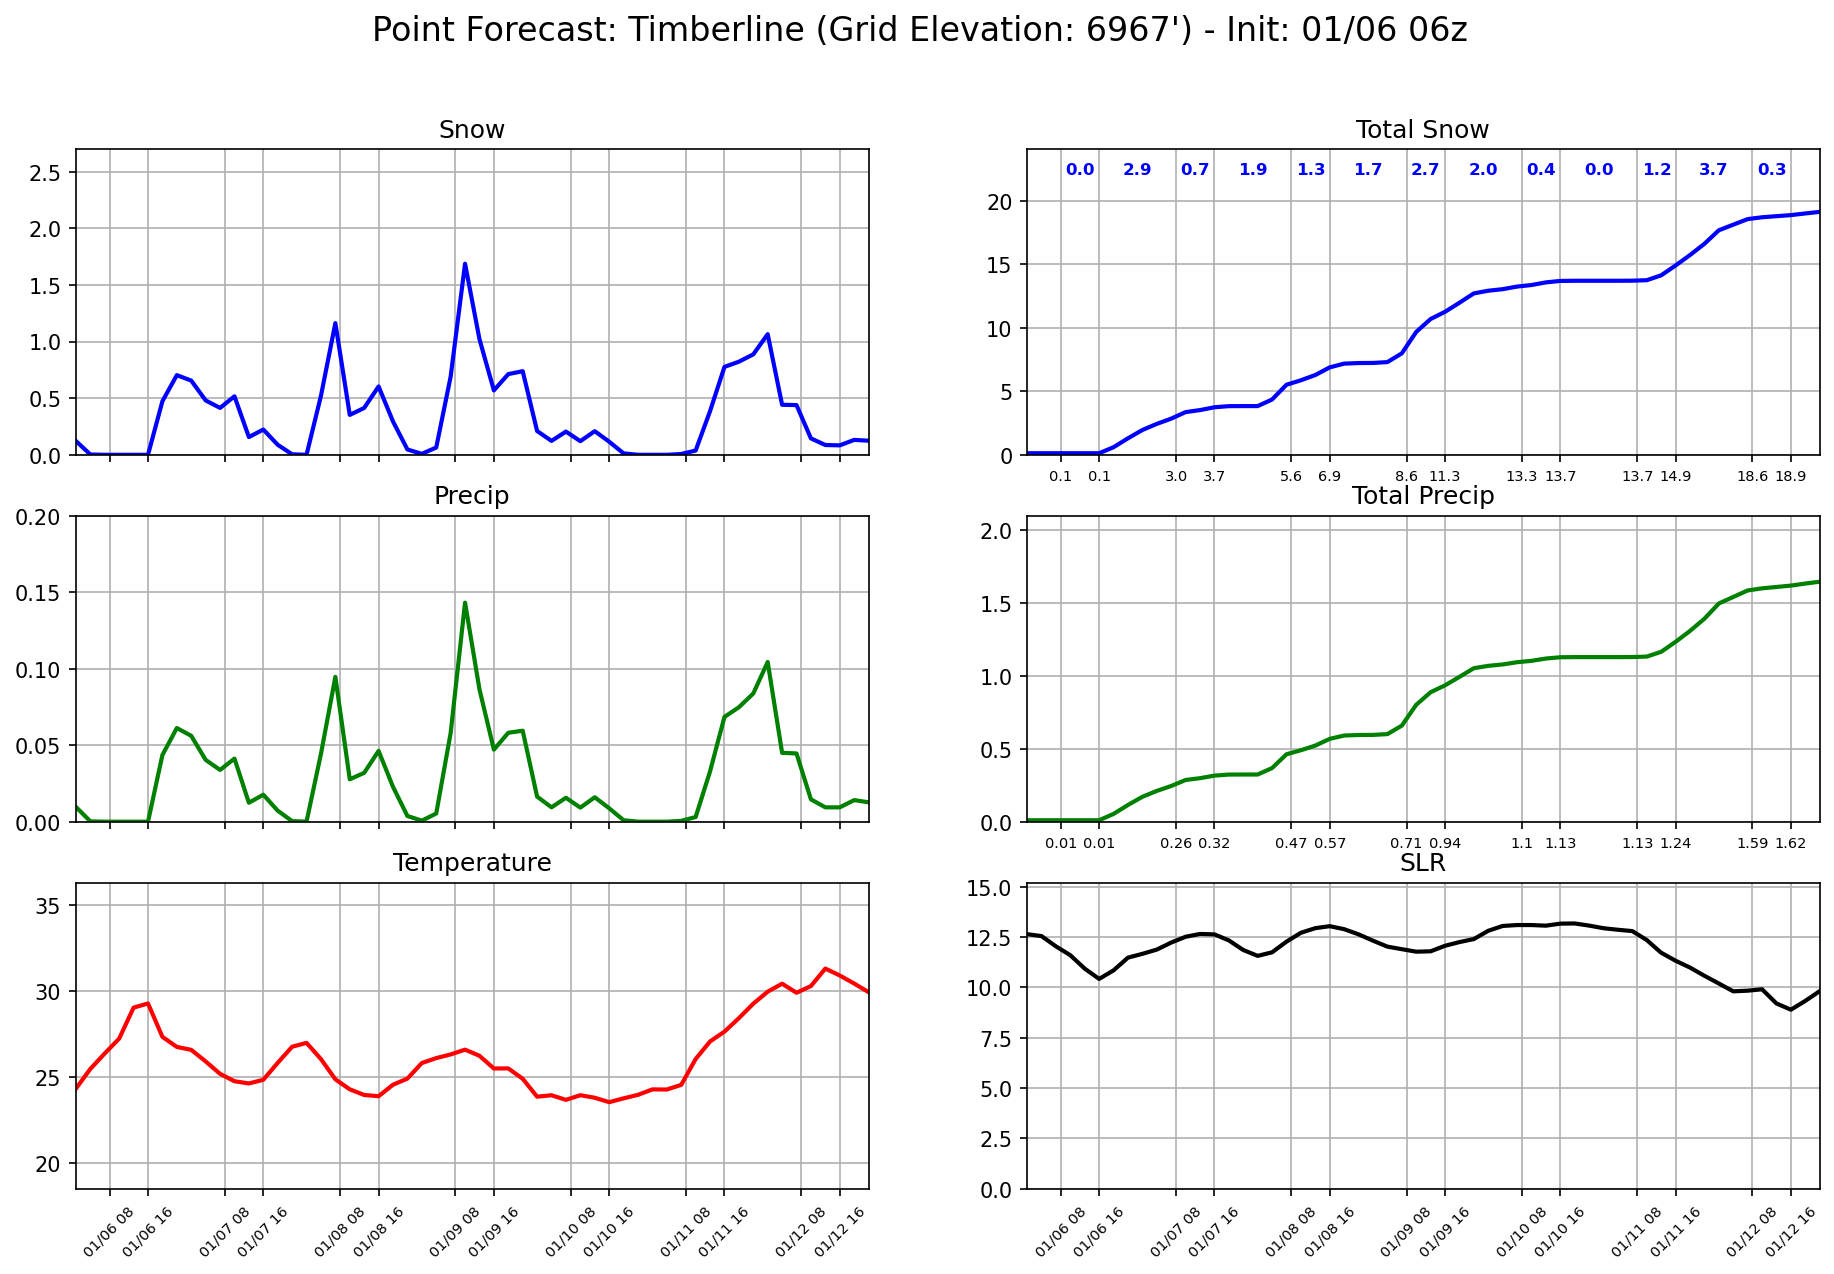 Point Forecast: Timberline (Grid Elevation: 6967') - Init: 01/06 06z
Snow
2.5
2.0
1.5
1.0
0.5
0.0
Total Snow
0.0 2.9 0.7 1.9 1.3 1.7 2.7 2.0 0.4 0.0 1.2 3.7 0.3
20
15
10
5
0
0.1 0.1 3.0 3.7 5.6 6.9 8.6 11.3 13.3 13.7 13.7 14.9 18.6 18.9
Precip
0.20
0.15
0.10
0.05
0.00
Total Precip
2.0
1.5
1.0
0.5
0.0
0.01 0.01 0.26 0.32 0.47 0.57 0.71 0.94 1.1 1.13 1.13 1.24 1.59 1.62
Temperature
35
30
25
20
01/06 08 01/06 16 01/07 08 01/07 16 01/08 08 01/08 16 01/09 08 01/09 16 01/10 08 01/10 16 01/11 08 01/11 16 01/12 08 01/12 16
SLR
15.0
12.5
10.0
7.5
5.0
2.5
0.0
01/06 08 01/06 16 01/07 08 01/07 16 01/08 08 01/08 16 01/09 08 01/09 16 01/10 08 01/10 16 01/11 08 01/11 16 01/12 08 01/12 16